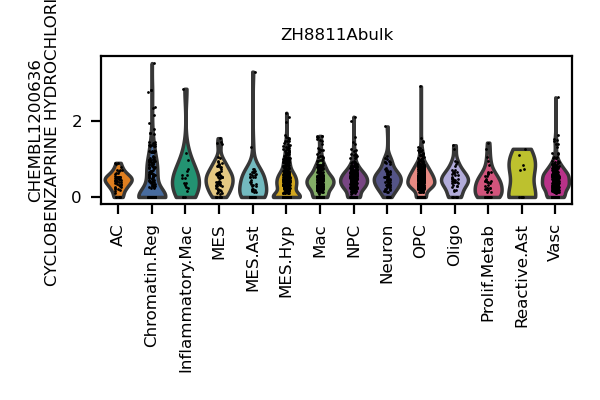 ZH8811Abulk
CHEMBL1200636
CYCLOBENZAPRINE HYDROCHLORI
2
0
AC
Chromatin.Reg
Inflammatory.Mac
MES
MES.Ast
MES.Hyp
Mac
NPC
Neuron
OPC
Oligo
Prolif.Metab
Reactive.Ast
Vasc